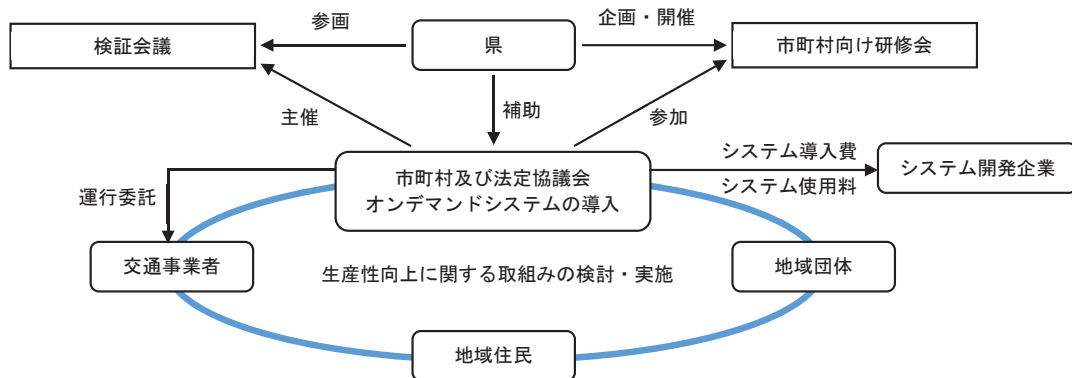 参画
企画・開催
検証会議
県
市町村向け研修会
主催
補助
参加
システム導入費
市町村及び法定協議会
オンデマンドシステムの導入
システム開発企業
システム使用料
運行委託
交通事業者
生産性向上に関する取組みの検討・実施
地域団体
地域住民